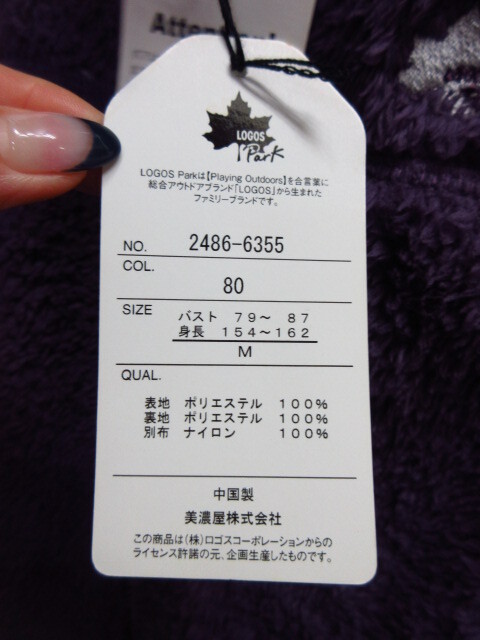 Attention!
LOGOS
Park
LOGOS Parkは【Playing Outdoors】を合言葉に
総合アウトドアブランド「LOGOS」から生まれた
ファミリーブランドです。
NO. 2486-6355
COL.
80
SIZE
バスト ７９～ ８７
身長 １５４～１６２
M
QUAL.
表地 ポリエステル １００％
裏地 ポリエステル １００％
別布 ナイロン １００％
中国製
美濃屋株式会社
この商品は(株)ロゴスコーポレーションからの
ライセンス許諾の元、企画生産したものです。